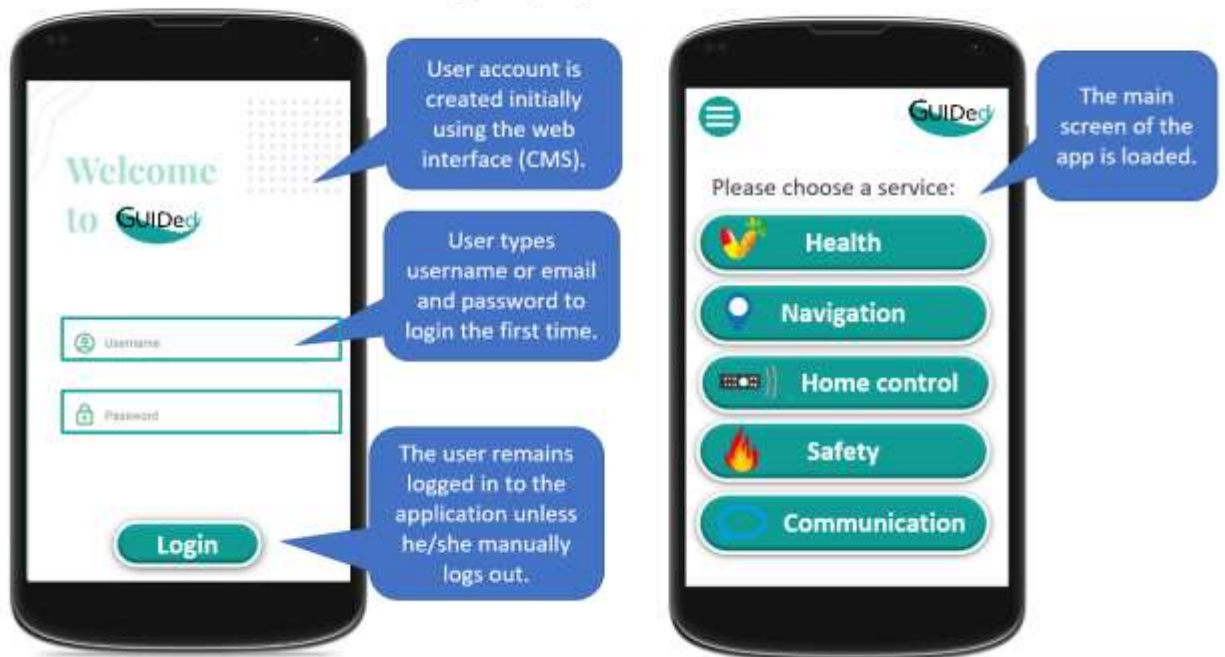 Welcome
to GUIDed
Username
Password
Login
User account is
created initially
using the web
interface (CMS).
User types
username or email
and password to
login the first time.
The user remains
logged in to the
application unless
he/she manually
logs out.
GUIDed
Please choose a service:
Health
Navigation
Home control
Safety
Communication
The main
screen of the
app is loaded.